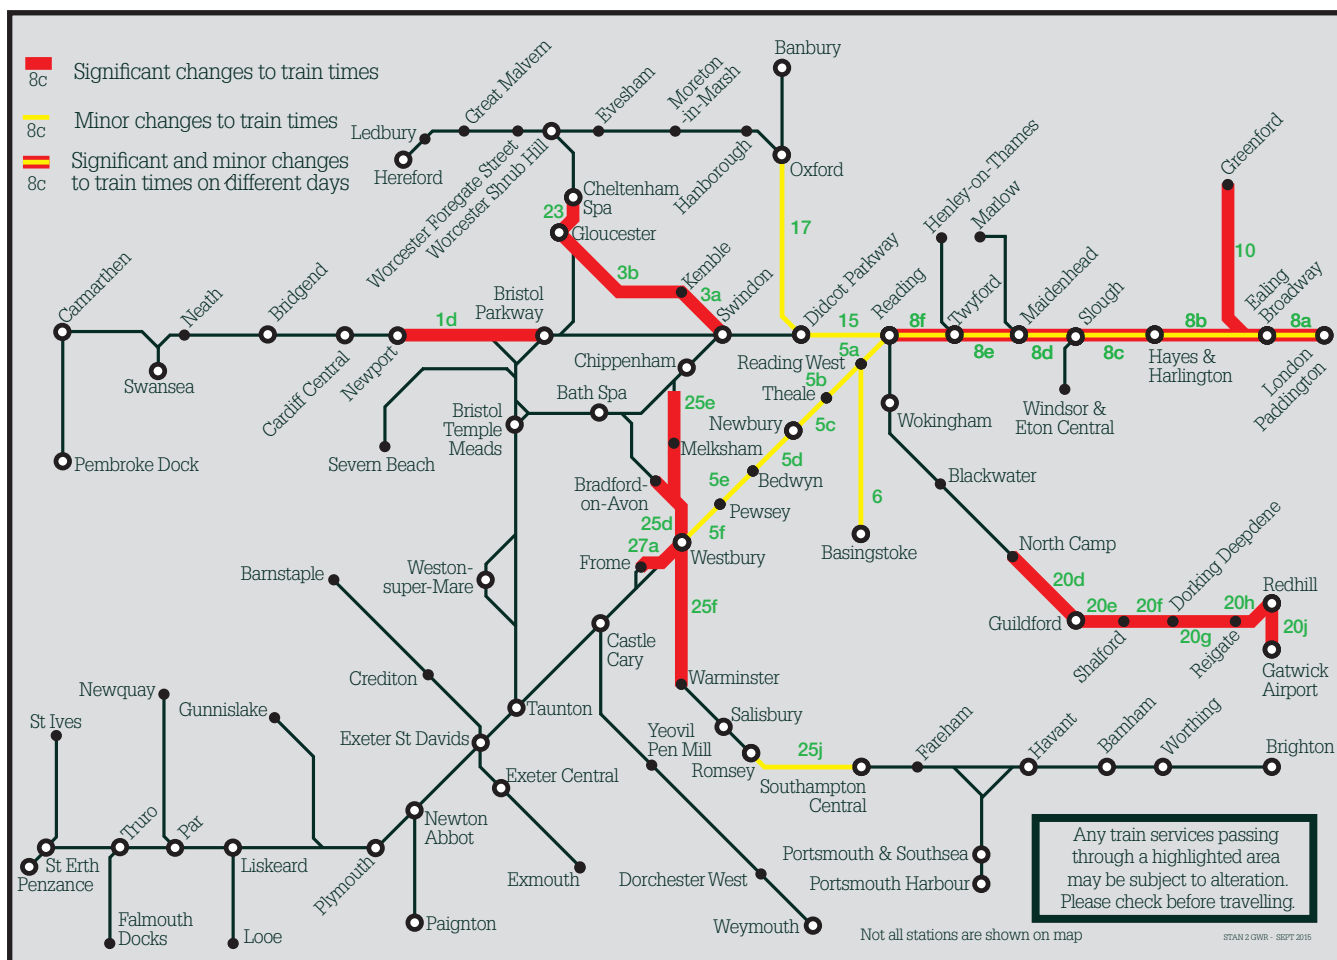 8c
Significant changes to train times
8c
Minor changes to train times
8c
Significant and minor changes
to train times on different days
Banbury
Great Malvern
Evesham
Moreton
-in-Marsh
Ledbury
Hereford
Worcester Foregate Street
Worcester Shrub Hill
Hanborough
Oxford
Henley-on-Thames
Marlow
Greenford
Cheltenham
Spa
23
Gloucester
17
10
3b
Kemble
3a
Swindon
Didcot Parkway
Reading
Twyford
Maidenhead
Slough
Ealing
Broadway
Carmarthen
Neath
Bridgend
Swansea
Cardiff Central
Newport
1d
Bristol
Parkway
15
8f
8e
8d
8c
8b
8a
Hayes &
Harlington
London
Paddington
Chippenham
Reading West
5a
5b
Theale
5c
Newbury
5d
Bedwyn
5e
Pewsey
5f
6
Basingstoke
Windsor &
Eton Central
Wokingham
Blackwater
Pembroke Dock
Severn Beach
Bristol
Temple
Meads
Bath Spa
25e
Melksham
Bradford-
on-Avon
25d
27a
Westbury
Frome
25f
North Camp
20d
Guildford
20e
Shalford
20f
Dorking Deepdene
20g
Reigate
20h
Redhill
20j
Gatwick
Airport
Barnstaple
Weston-
super-Mare
Castle
Cary
Crediton
Taunton
Warminster
Salisbury
Yeovil
Pen Mill
Romsey
25j
Southampton
Central
Fareham
Havant
Barnham
Worthing
Brighton
Newquay
St Ives
Gunnislake
Exeter St Davids
Exeter Central
Newton
Abbot
Truro
Par
Liskeard
Plymouth
St Erth
Penzance
Falmouth
Docks
Looe
Paignton
Exmouth
Dorchester West
Weymouth
Portsmouth & Southsea
Portsmouth Harbour
Any train services passing
through a highlighted area
may be subject to alteration.
Please check before travelling.
Not all stations are shown on map
STAN 2 GWR - SEPT 2015